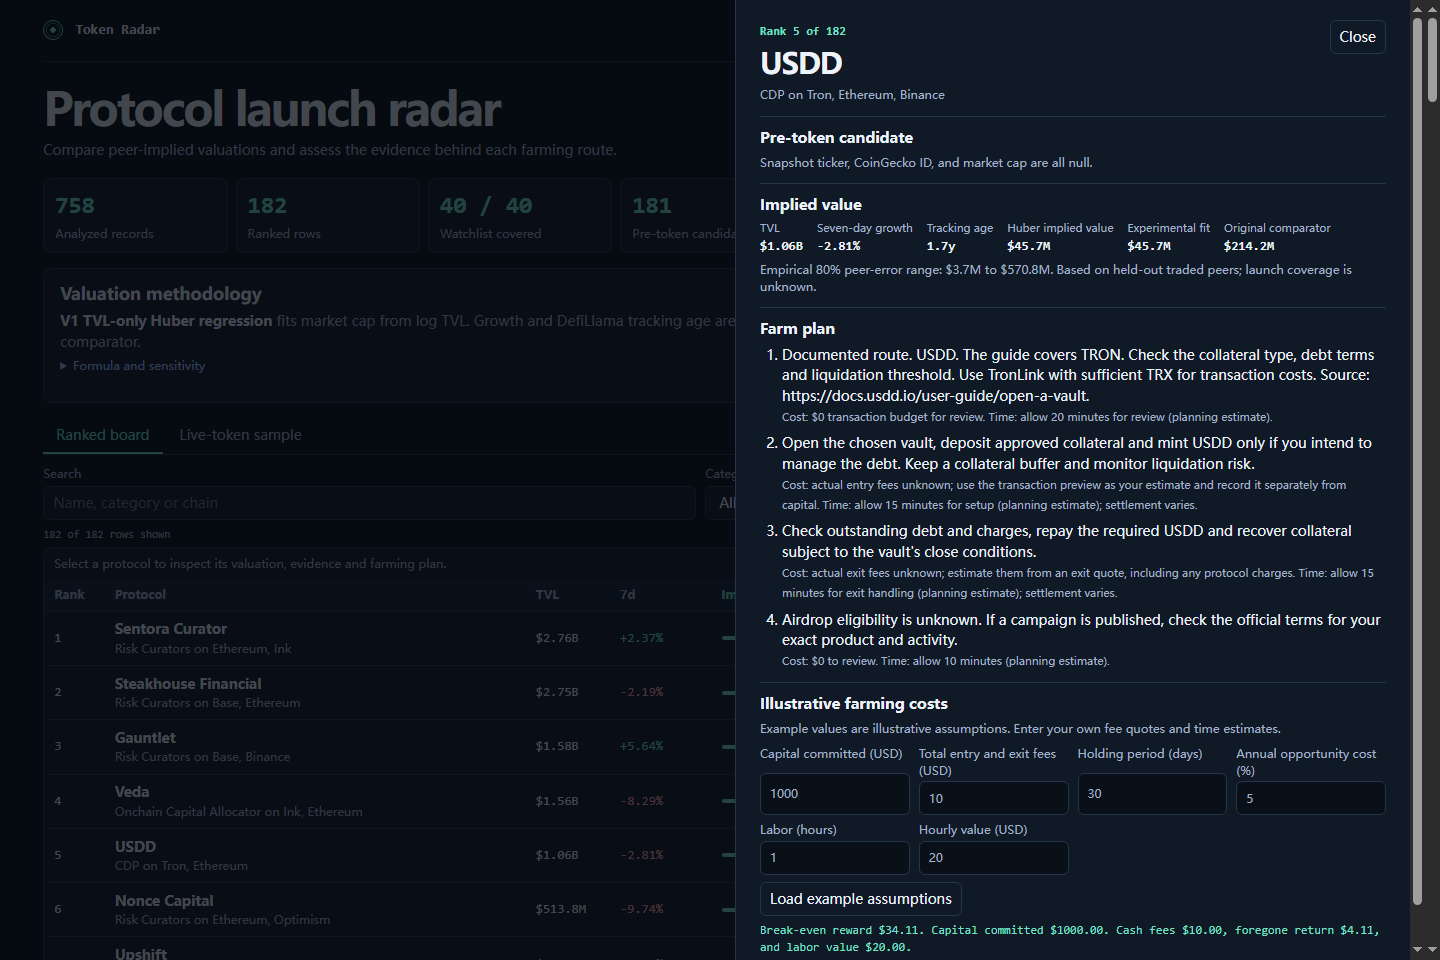 Token Radar
Protocol launch radar
Compare peer-implied valuations and assess the evidence behind each farming route.
758
Analyzed records
182
Ranked rows
40 / 40
Watchlist covered
181
Pre-token candida
Valuation methodology
V1 TVL-only Huber regression fits market cap from log TVL. Growth and DefiLlama tracking age are
comparator.
Formula and sensitivity
Ranked board
Live-token sample
Search
Categ
Name, category or chain
All
182 of 182 rows shown
Select a protocol to inspect its valuation, evidence and farming plan.
Rank Protocol TVL 7d Im
1 Sentora Curator $2.76B +2.37%
Risk Curators on Ethereum, Ink
2 Steakhouse Financial $2.75B -2.19%
Risk Curators on Base, Ethereum
3 Gauntlet $1.58B +5.64%
Risk Curators on Base, Binance
4 Veda $1.56B -8.29%
Onchain Capital Allocator on Ink, Ethereum
5 USDD $1.06B -2.81%
CDP on Tron, Ethereum
6 Nonce Capital $513.8M -9.74%
Risk Curators on Ethereum, Optimism
Upshift
Rank 5 of 182
Close
USDD
CDP on Tron, Ethereum, Binance
Pre-token candidate
Snapshot ticker, CoinGecko ID, and market cap are all null.
Implied value
TVL Seven-day growth Tracking age Huber implied value Experimental fit Original comparator
$1.06B -2.81% 1.7y $45.7M $45.7M $214.2M
Empirical 80% peer-error range: $3.7M to $570.8M. Based on held-out traded peers; launch coverage is
unknown.
Farm plan
1. Documented route. USDD. The guide covers TRON. Check the collateral type, debt terms
and liquidation threshold. Use TronLink with sufficient TRX for transaction costs. Source:
https://docs.usdd.io/user-guide/open-a-vault.
Cost: $0 transaction budget for review. Time: allow 20 minutes for review (planning estimate).
2. Open the chosen vault, deposit approved collateral and mint USDD only if you intend to
manage the debt. Keep a collateral buffer and monitor liquidation risk.
Cost: actual entry fees unknown; use the transaction preview as your estimate and record it separately from
capital. Time: allow 15 minutes for setup (planning estimate); settlement varies.
3. Check outstanding debt and charges, repay the required USDD and recover collateral
subject to the vault's close conditions.
Cost: actual exit fees unknown; estimate them from an exit quote, including any protocol charges. Time: allow 15
minutes for exit handling (planning estimate); settlement varies.
4. Airdrop eligibility is unknown. If a campaign is published, check the official terms for your
exact product and activity.
Cost: $0 to review. Time: allow 10 minutes (planning estimate).
Illustrative farming costs
Example values are illustrative assumptions. Enter your own fee quotes and time estimates.
Capital committed (USD)
1000
Total entry and exit fees
(USD)
10
Holding period (days)
30
Annual opportunity cost
(%)
5
Labor (hours)
1
Hourly value (USD)
20
Load example assumptions
Break-even reward $34.11. Capital committed $1000.00. Cash fees $10.00, foregone return $4.11,
and labor value $20.00.